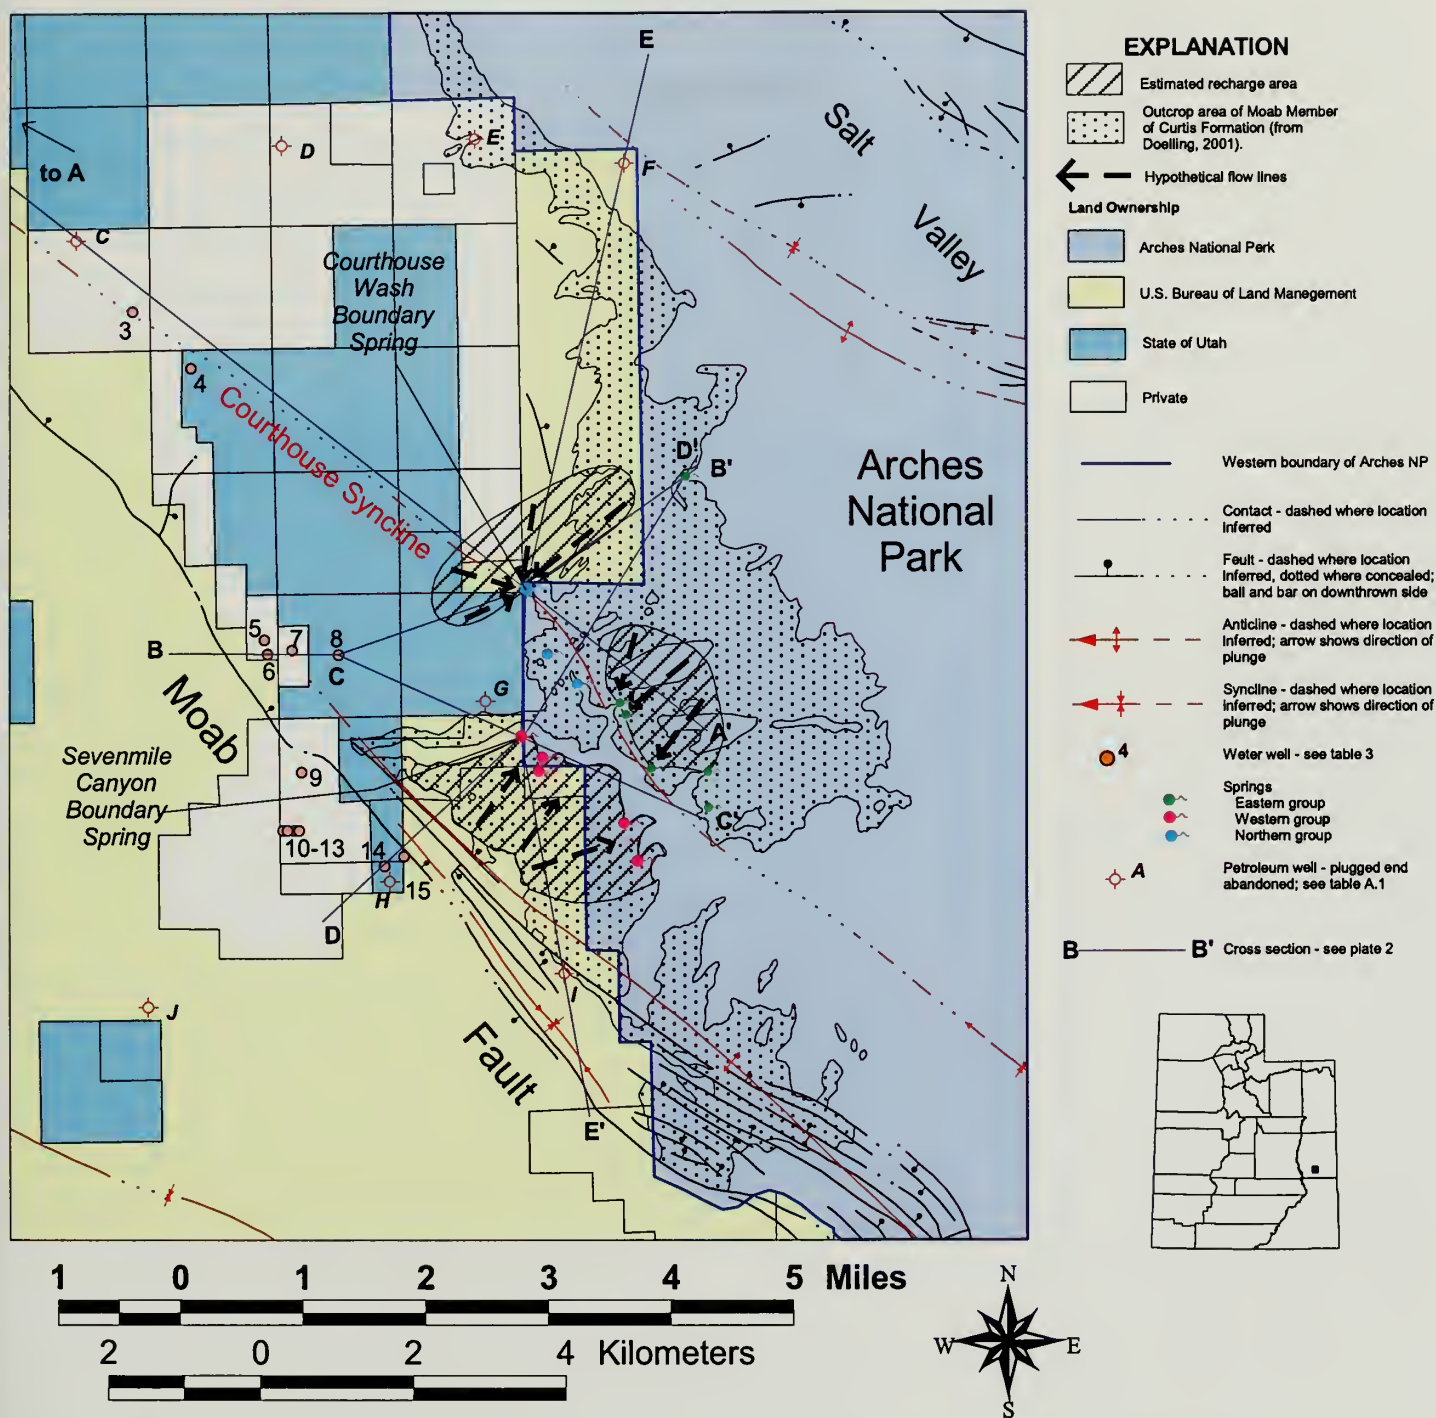 E
Salt
Valley
to A
D
E
F
C
3
4
Courthouse
Wash
Boundary
Spring
Courthouse Syncline
D'
B'
Arches
National
Park
B
5
6
7
8
C
G
Moab
Fault
Sevenmile
Canyon
Boundary
Spring
9
10-13
14
15
H
D
A'
C'
I
J
E'
EXPLANATION
Estimated recharge area
Outcrop area of Moab Member
of Curtis Formation (from
Doelling, 2001).
Hypothetical flow lines
Land Ownership
Arches National Park
U.S. Bureau of Land Manegement
State of Utah
Private
Western boundary of Arches NP
Contact - dashed where location
Inferred
Feult - dashed where location
Inferred, dotted where concealed;
ball and bar on downthrown side
Anticline - dashed where location
Inferred; arrow shows direction of
plunge
Syncline - dashed where location
inferred; arrow shows direction of
plunge
4
Weter well - see table 3
Springs
Eastern group
Western group
Northern group
A
Petroleum well - plugged end
abandoned; see table A.1
B
B'
Cross section - see plate 2
1 0 1 2 3 4 5 Miles
2 0 2 4 Kilometers
N
W
E
S